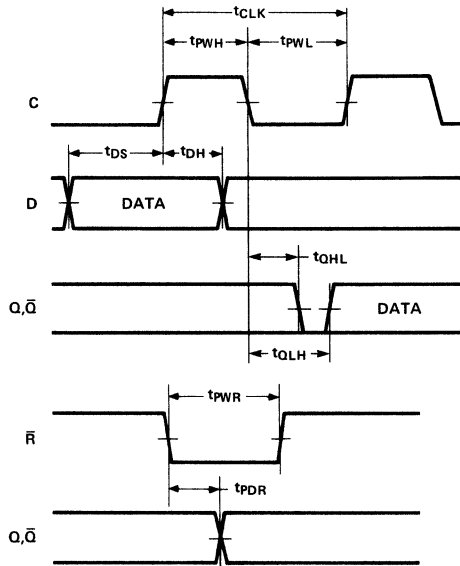 tCLK
tPWH tPWL
C
tDS tDH
D DATA
tQHL
Q,Q̄ DATA
tQLH
tPWR
R̄
tPDR
Q,Q̄